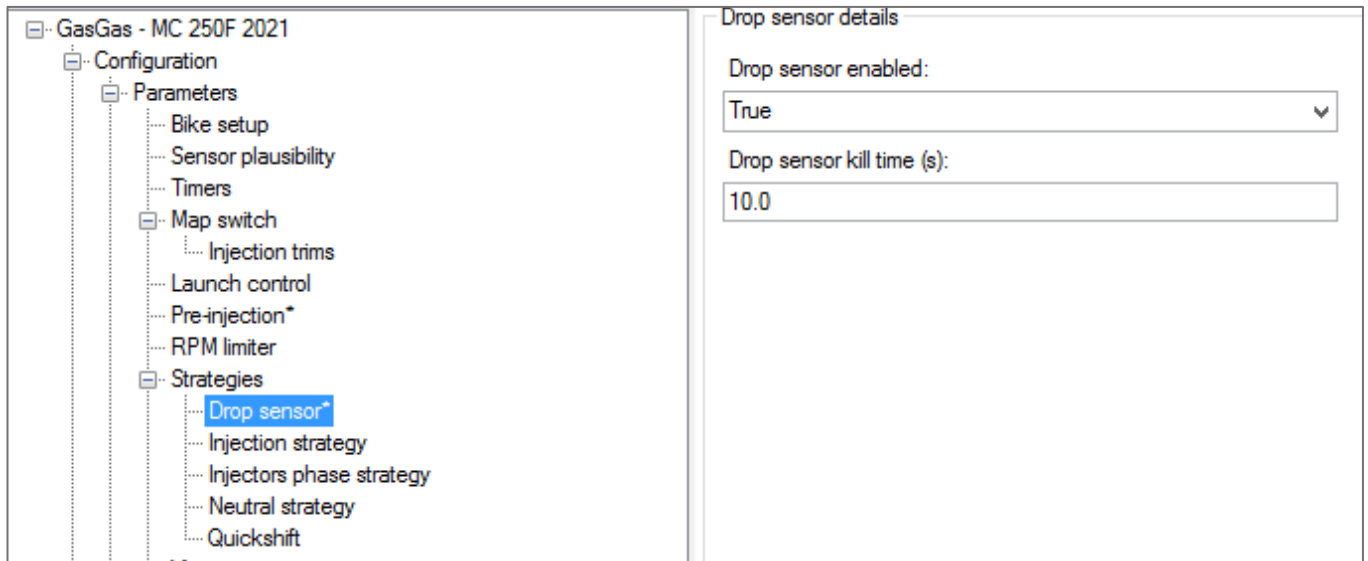 GasGas - MC 250F 2021
Configuration
Parameters
Bike setup
Sensor plausibility
Timers
Map switch
Injection trims
Launch control
Pre-injection*
RPM limiter
Strategies
Drop sensor*
Injection strategy
Injectors phase strategy
Neutral strategy
Quickshift
Drop sensor details
Drop sensor enabled:
True
Drop sensor kill time (s):
10.0